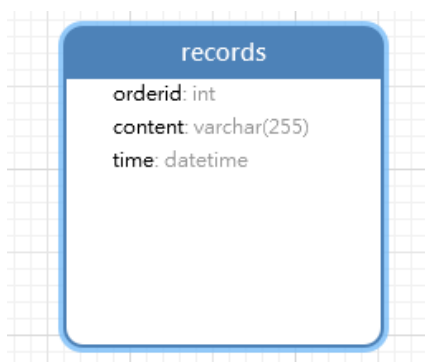 records
orderid: int
content: varchar(255)
time: datetime